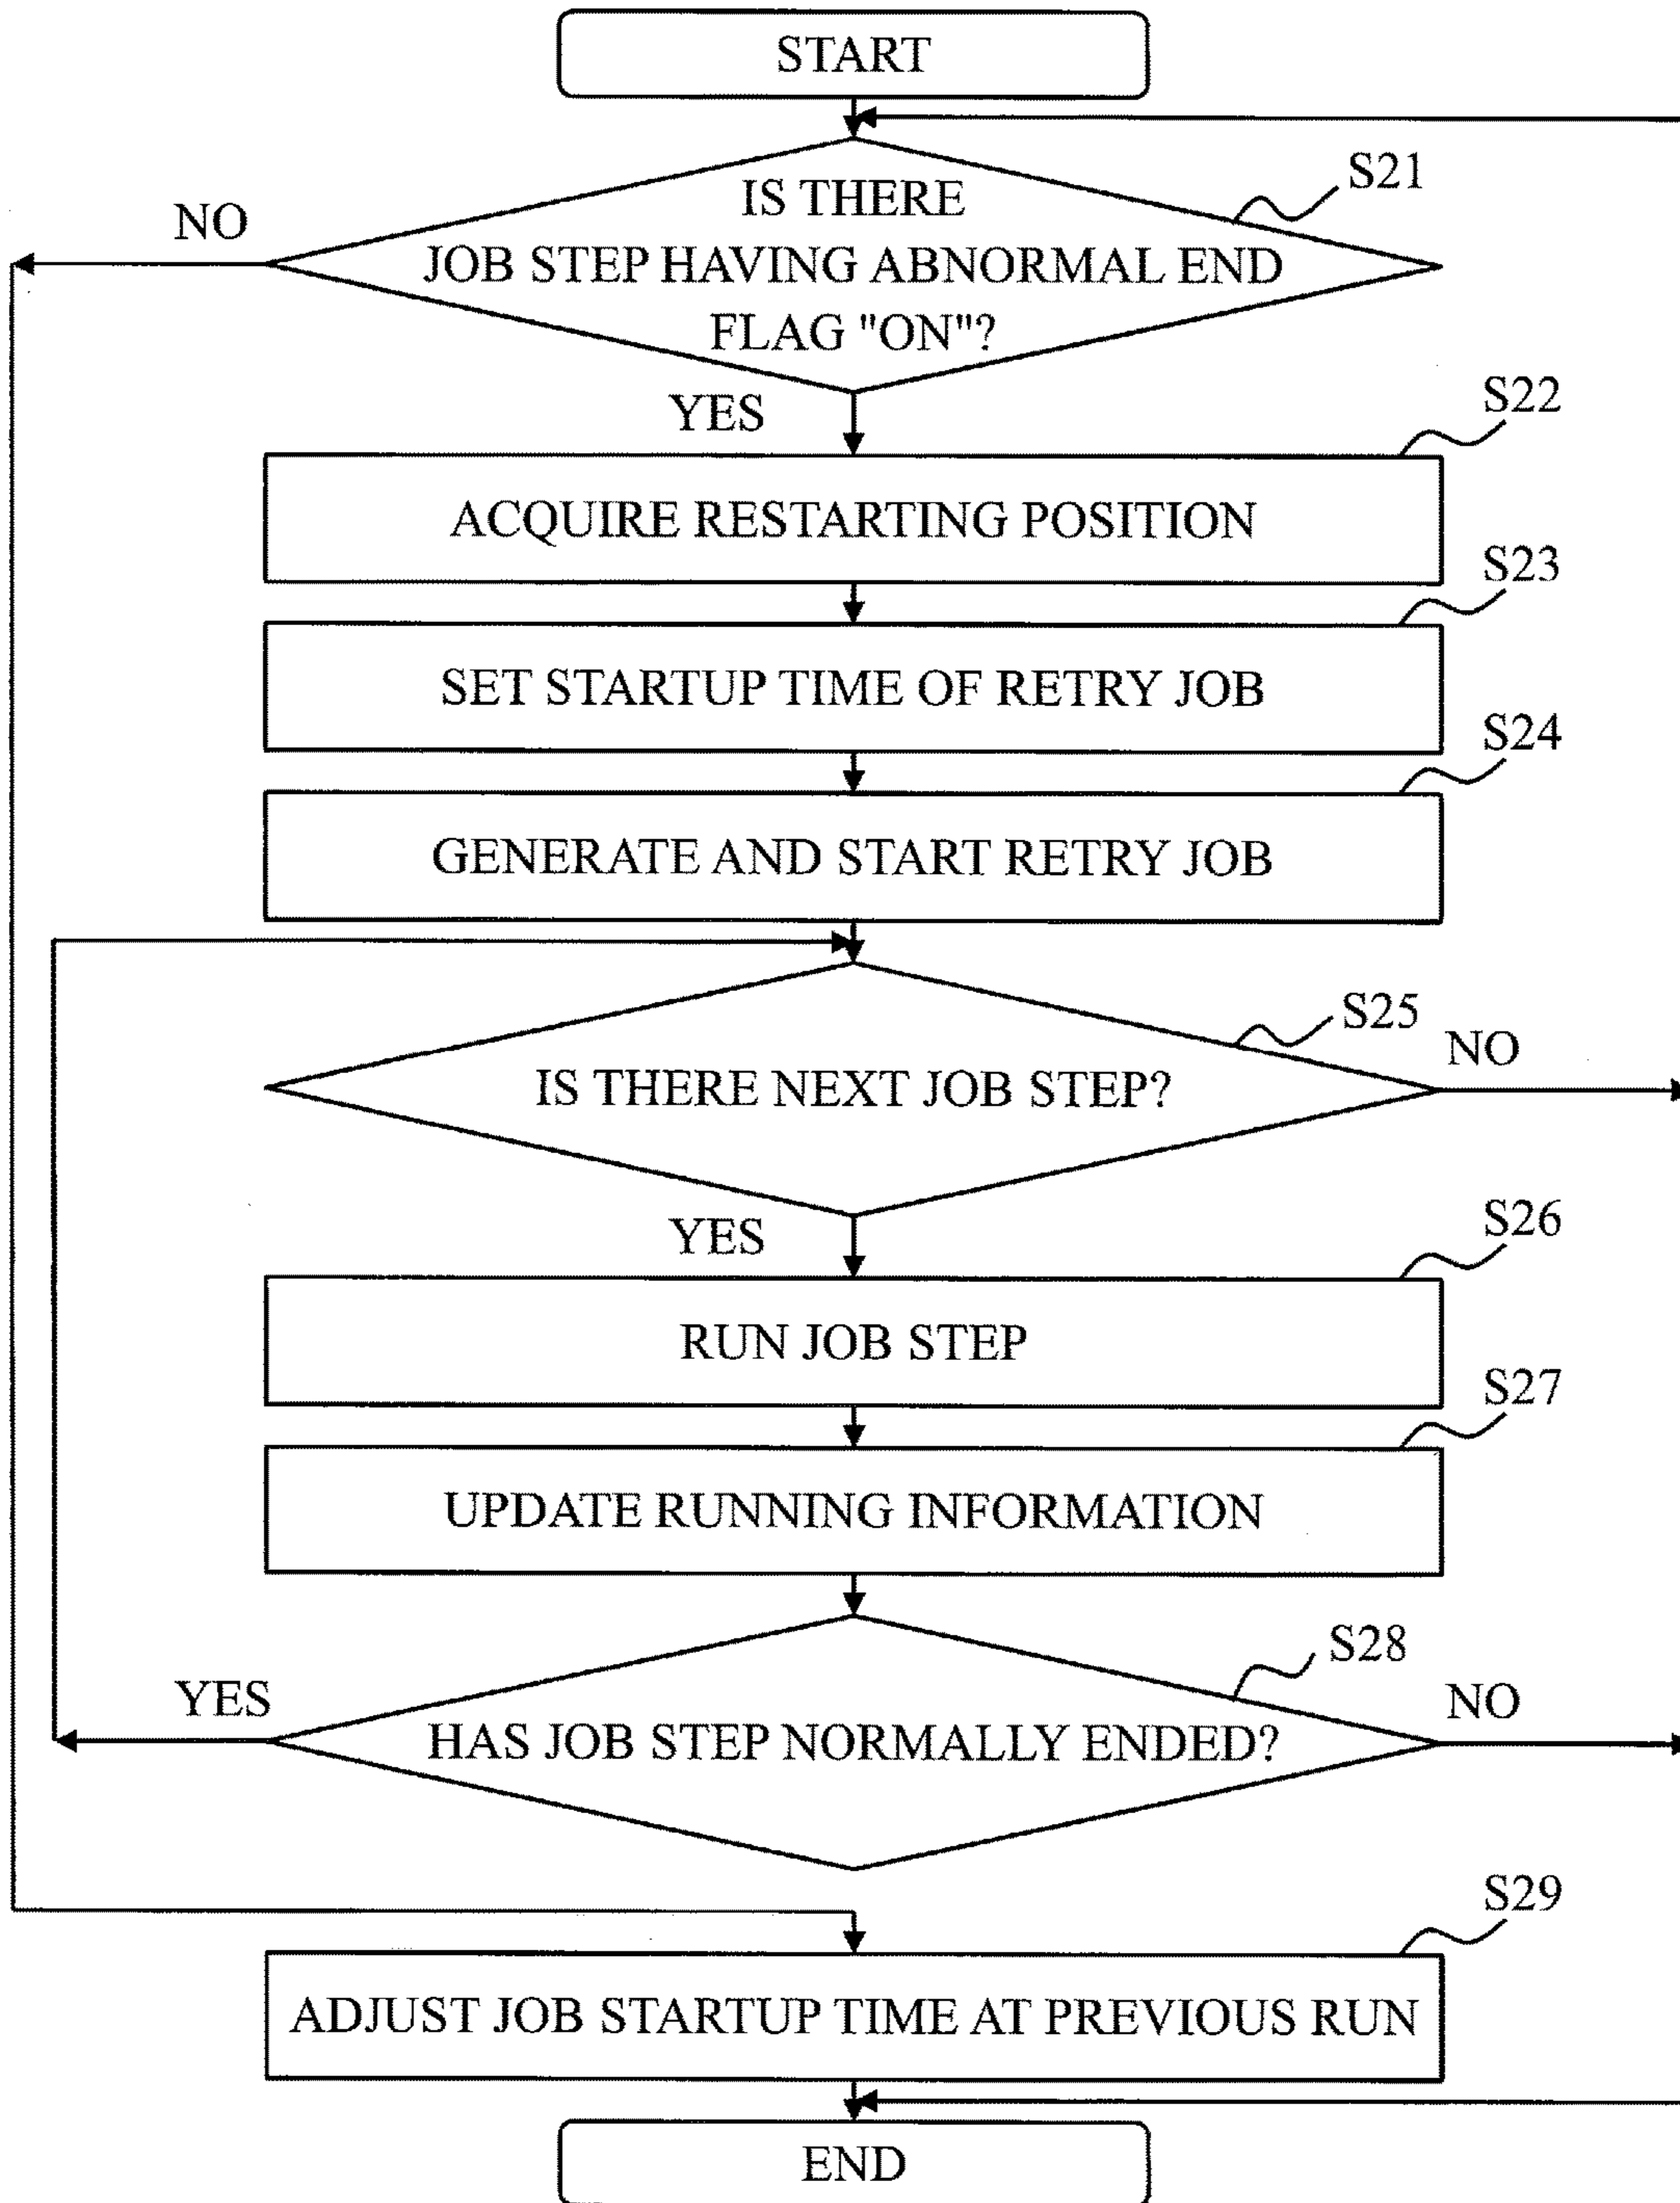 START
S21
NO
IS THERE
JOB STEP HAVING ABNORMAL END
FLAG "ON"?
YES
S22
ACQUIRE RESTARTING POSITION
S23
SET STARTUP TIME OF RETRY JOB
S24
GENERATE AND START RETRY JOB
S25
NO
IS THERE NEXT JOB STEP?
YES
S26
RUN JOB STEP
S27
UPDATE RUNNING INFORMATION
S28
YES
NO
HAS JOB STEP NORMALLY ENDED?
S29
ADJUST JOB STARTUP TIME AT PREVIOUS RUN
END